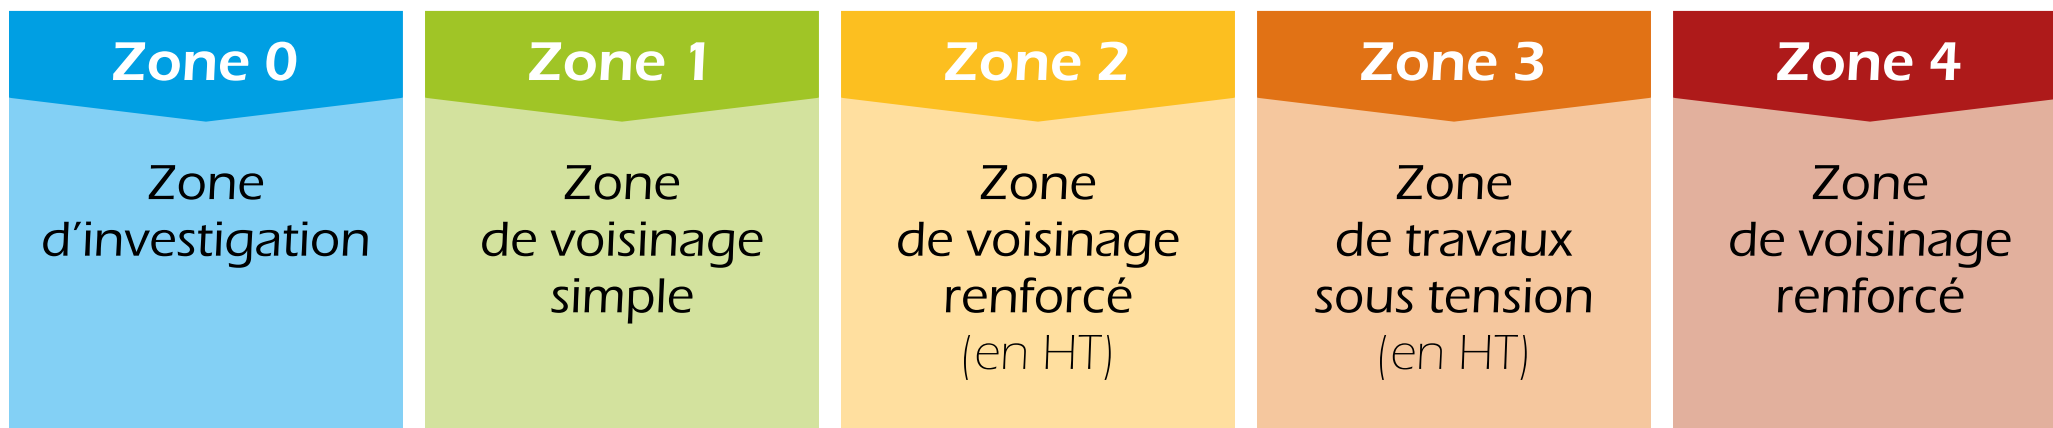 Zone 0
Zone
d'investigation
Zone 1
Zone
de voisinage
simple
Zone 2
Zone
de voisinage
renforcé
(en HT)
Zone 3
Zone
de travaux
sous tension
(en HT)
Zone 4
Zone
de voisinage
renforcé